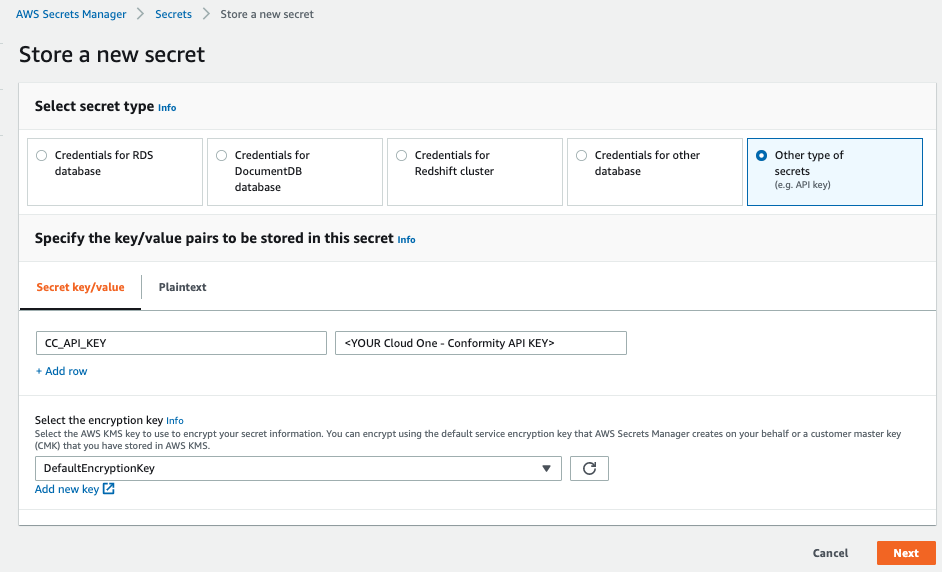 AWS Secrets Manager > Secrets > Store a new secret
Store a new secret
Select secret type Info
Credentials for RDS
database
Credentials for
DocumentDB
database
Credentials for
Redshift cluster
Credentials for other
database
Other type of
secrets
(e.g. API key)
Specify the key/value pairs to be stored in this secret Info
Secret key/value
Plaintext
CC_API_KEY
<YOUR Cloud One - Conformity API KEY>
+ Add row
Select the encryption key Info
Select the AWS KMS key to use to encrypt your secret information. You can encrypt using the default service encryption key that AWS Secrets Manager creates on your behalf or a customer master key
(CMK) that you have stored in AWS KMS.
DefaultEncryptionKey
Add new key
Cancel
Next